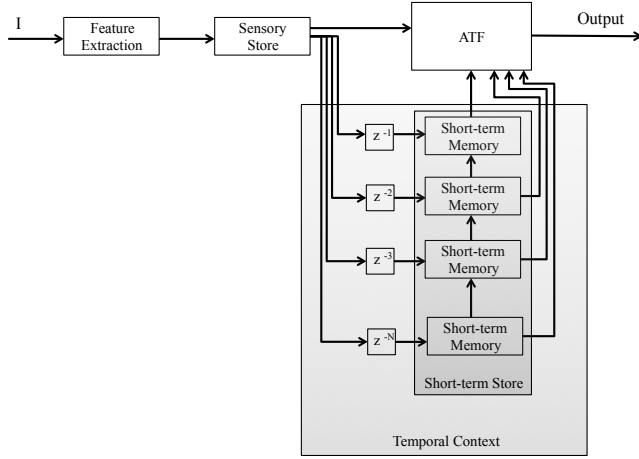 I
Feature
Extraction
Sensory
Store
ATF
Output
z -1
Short-term
Memory
z -2
Short-term
Memory
z -3
Short-term
Memory
z -N
Short-term
Memory
Short-term Store
Temporal Context